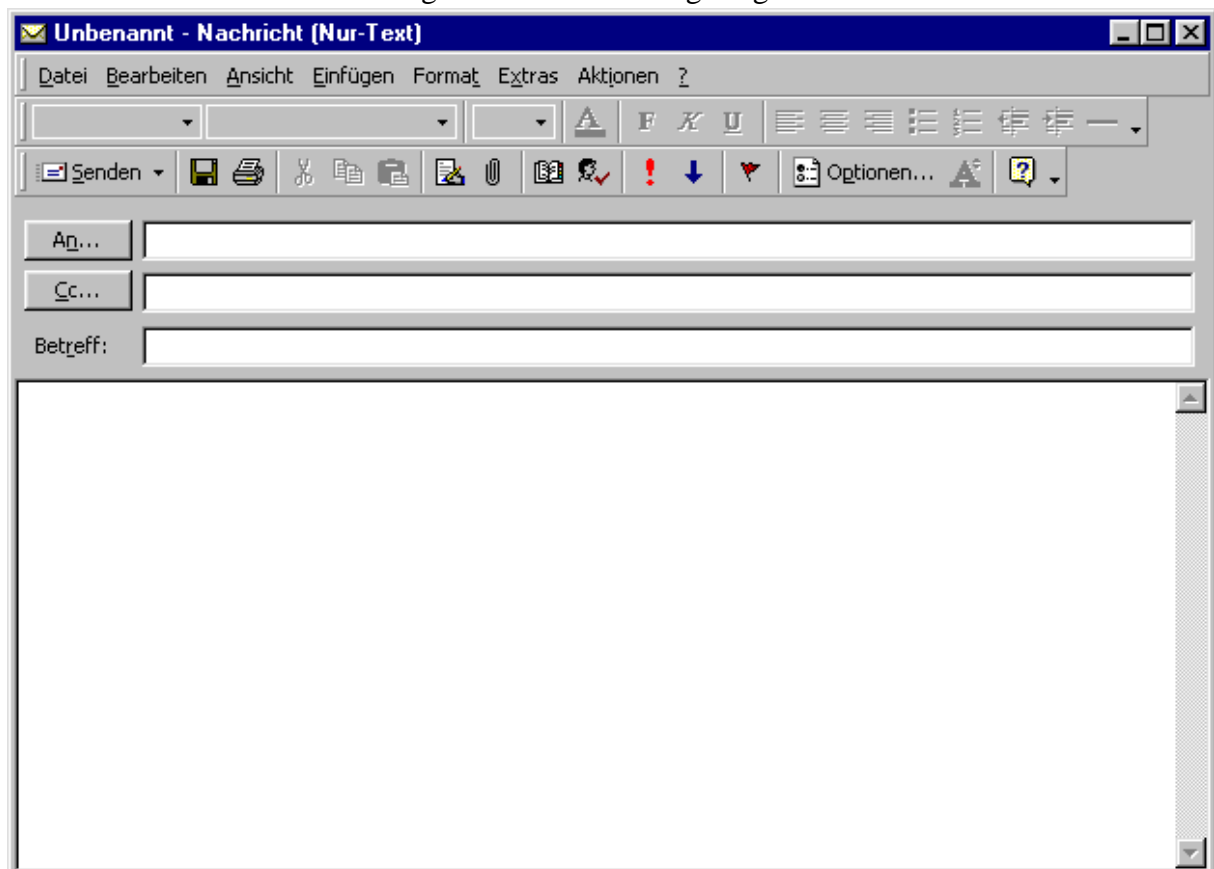 Unbenannt - Nachricht (Nur-Text)
Datei Bearbeiten Ansicht Einfügen Format Extras Aktionen ?
A F K U
Senden Optionen... A
An...
Cc...
Betreff: